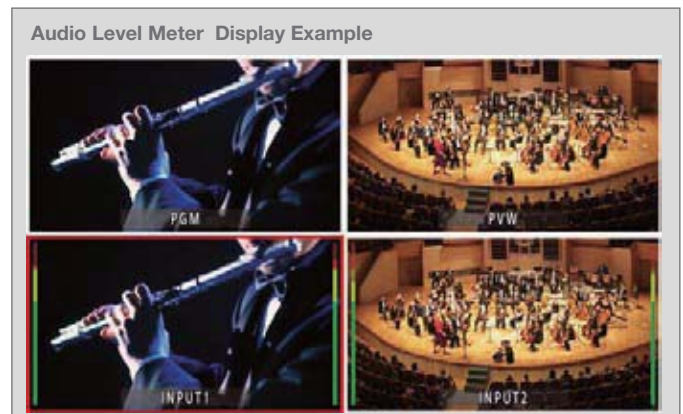 Audio Level Meter Display Example
PGM
PVW
INPUT1
INPUT2